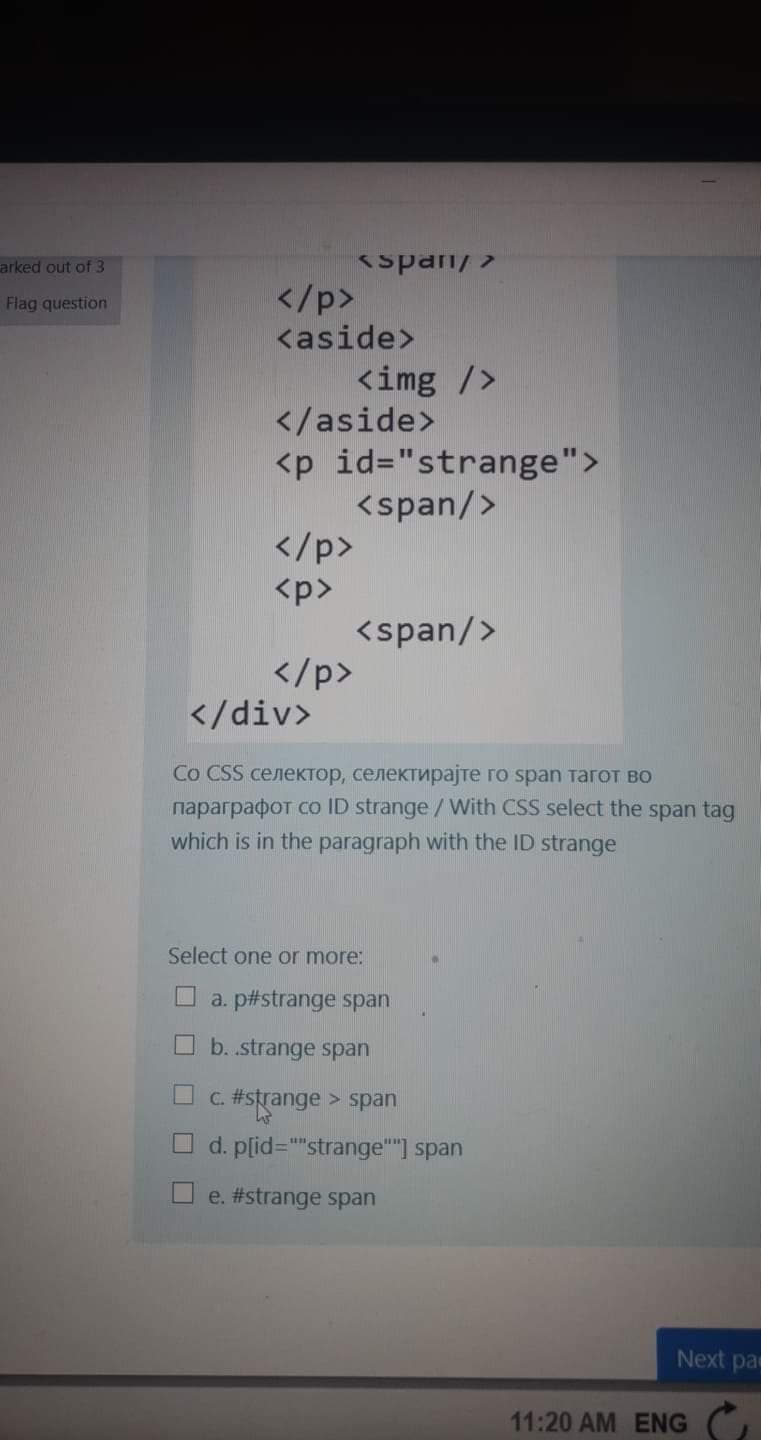 arked out of 3
Flag question
<span/>
</p>
<aside>
<img />
</aside>
<p id="strange">
<span/>
</p>
<p>
<span/>
</p>
</div>
Со CSS селектор, селектирајте го span тагот во
параграфот со ID strange / With CSS select the span tag
which is in the paragraph with the ID strange
Select one or more:
a. p#strange span
b. .strange span
c. #strange > span
d. p[id=""strange""] span
e. #strange span
Next pa
11:20 AM ENG